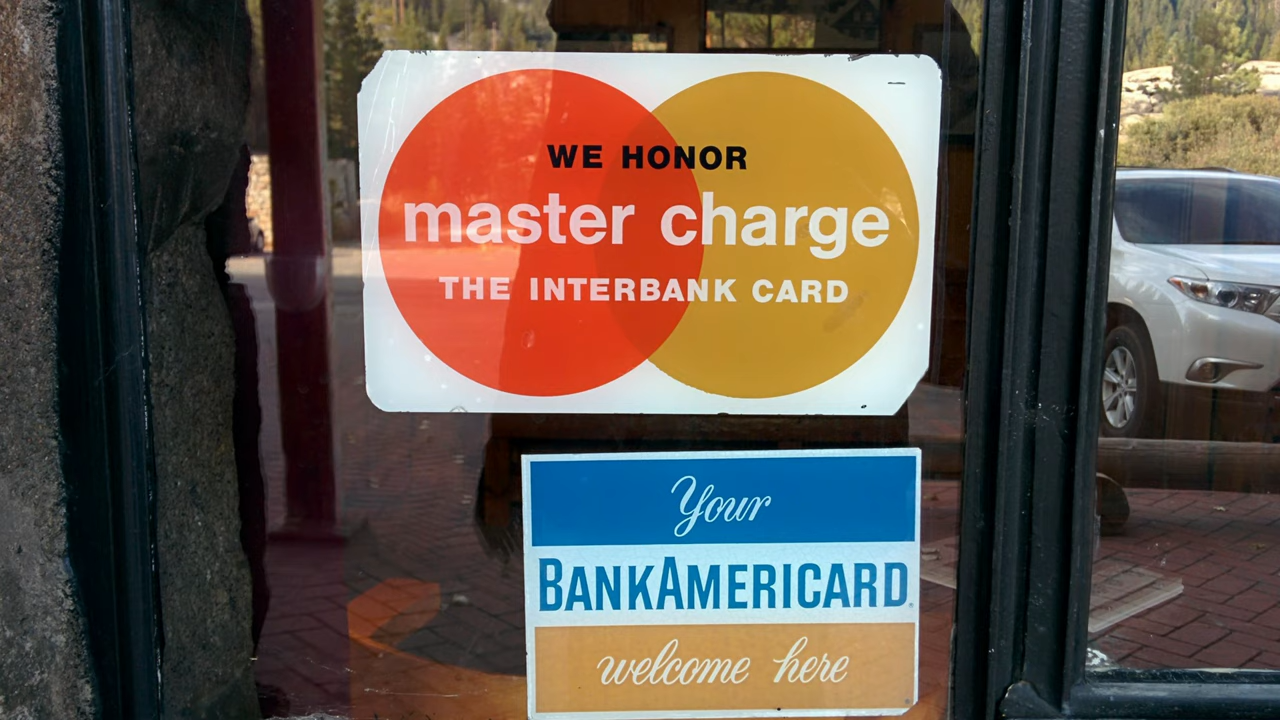 WE HONOR
master charge
THE INTERBANK CARD
Your
BANKAMERICARD
welcome here